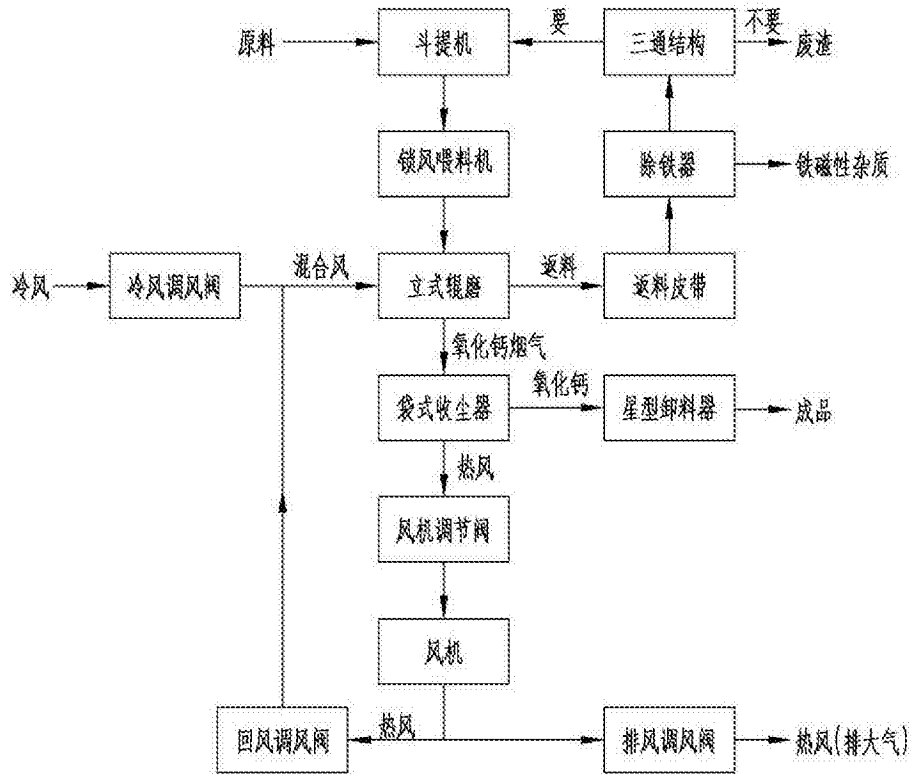 原料
斗提机
要
三通结构
不要
废渣
锁风喂料机
除铁器
铁磁性杂质
冷风
冷风调风阀
混合风
立式辊磨
返料
返料皮带
氧化钙烟气
袋式收尘器
氧化钙
星型卸料器
成品
热风
风机调节阀
风机
回风调风阀
热风
排风调风阀
热风(排大气)